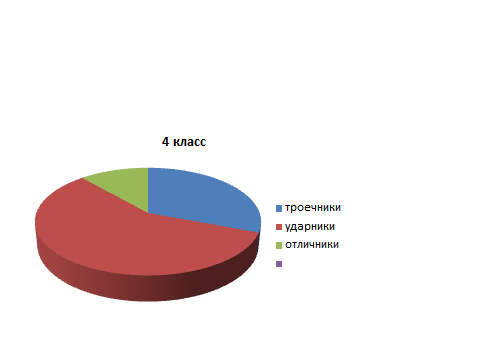 4 класс
троечники
ударники
отличники